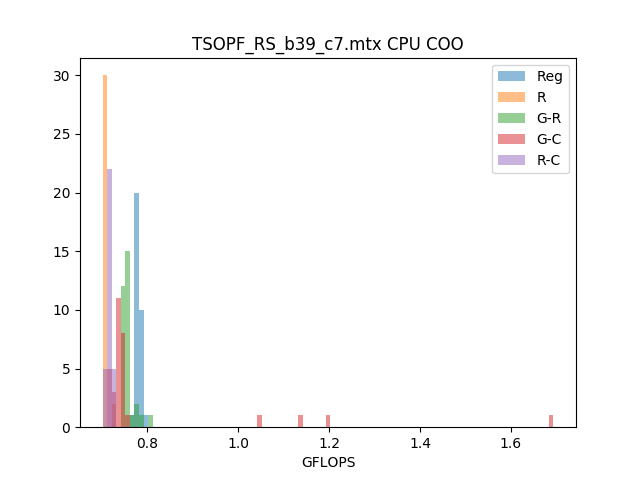 TSOPF_RS_b39_c7.mtx CPU COO
Reg
R
G-R
G-C
R-C
30
25
20
15
10
5
0
0.8 1.0 1.2 1.4 1.6
GFLOPS